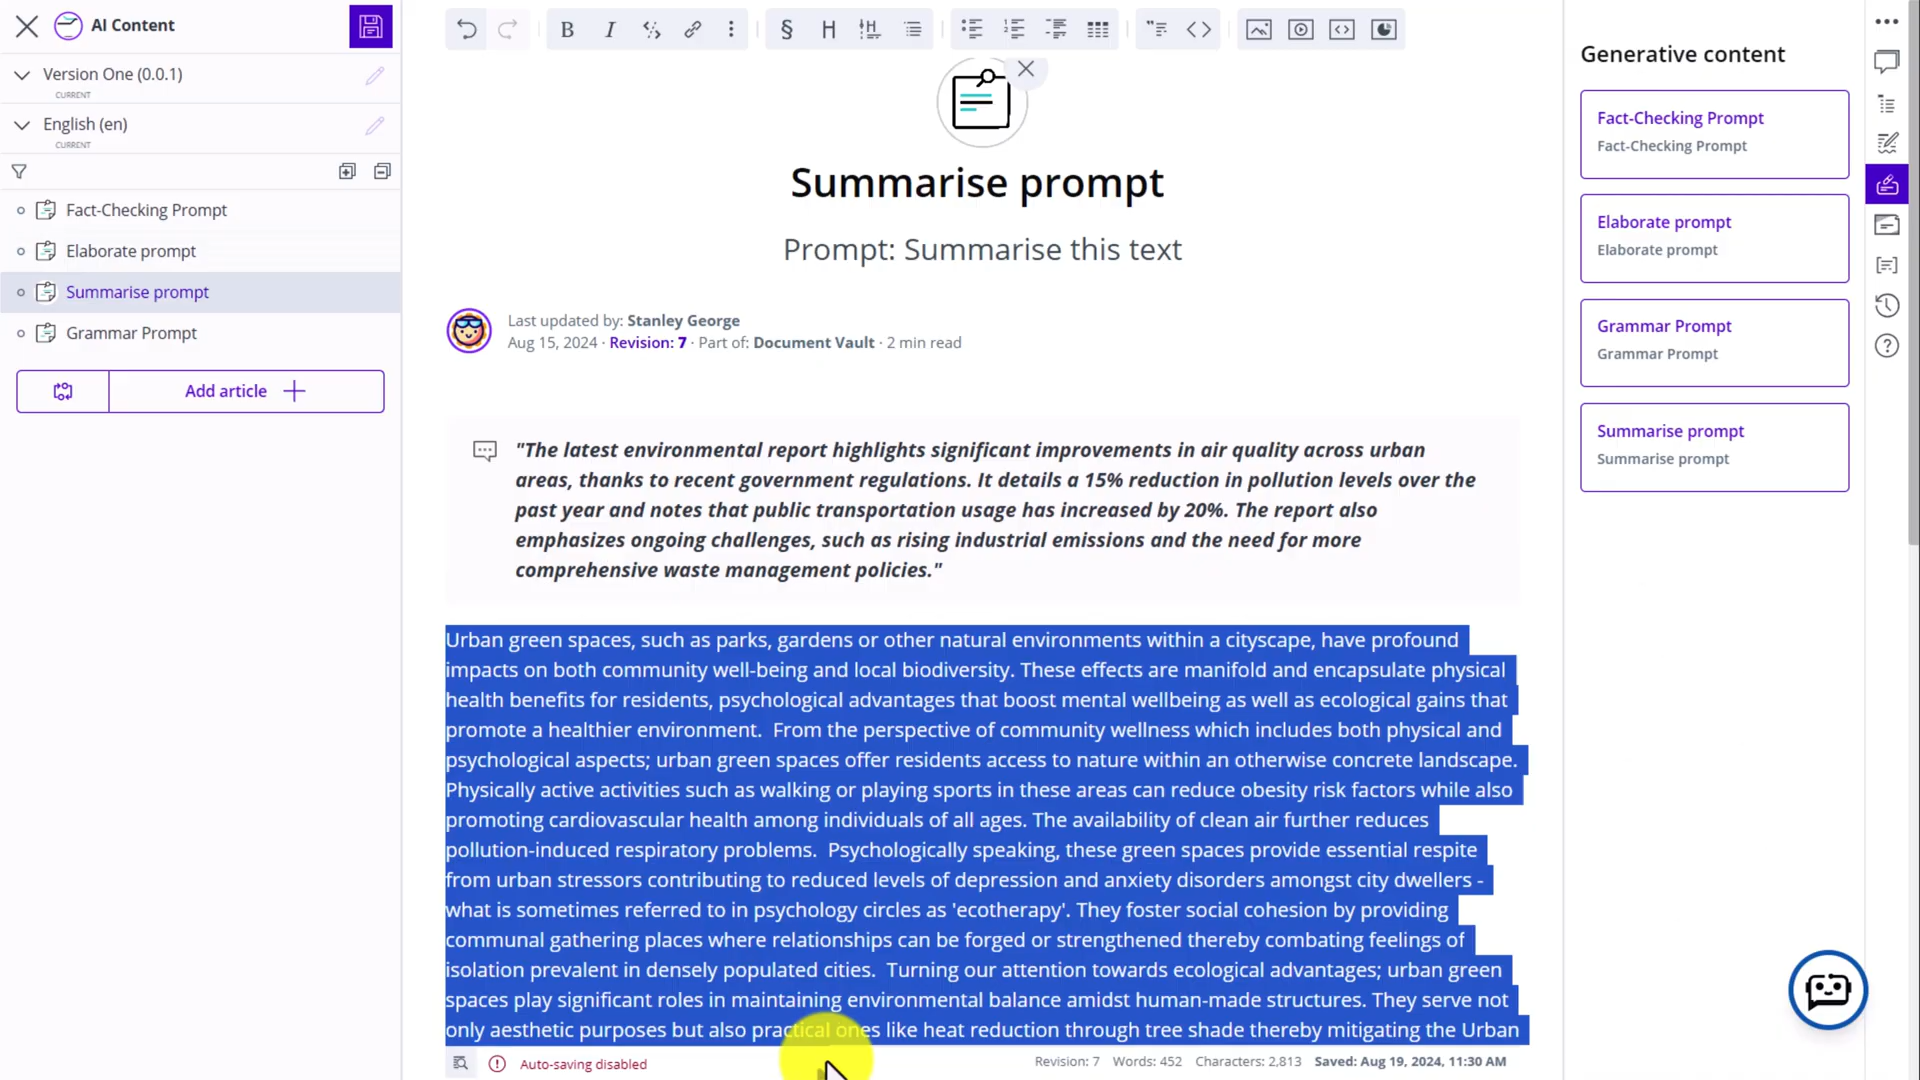 AI Content
Version One (0.0.1)
CURRENT
English (en)
CURRENT
Fact-Checking Prompt
Elaborate prompt
Summarise prompt
Grammar Prompt
Add article
B I § H H
Summarise prompt
Prompt: Summarise this text
Last updated by: Stanley George
Aug 15, 2024 · Revision: 7 · Part of: Document Vault · 2 min read
"The latest environmental report highlights significant improvements in air quality across urban
areas, thanks to recent government regulations. It details a 15% reduction in pollution levels over the
past year and notes that public transportation usage has increased by 20%. The report also
emphasizes ongoing challenges, such as rising industrial emissions and the need for more
comprehensive waste management policies."
Urban green spaces, such as parks, gardens or other natural environments within a cityscape, have profound
impacts on both community well-being and local biodiversity. These effects are manifold and encapsulate physical
health benefits for residents, psychological advantages that boost mental wellbeing as well as ecological gains that
promote a healthier environment.  From the perspective of community wellness which includes both physical and
psychological aspects; urban green spaces offer residents access to nature within an otherwise concrete landscape.
Physically active activities such as walking or playing sports in these areas can reduce obesity risk factors while also
promoting cardiovascular health among individuals of all ages. The availability of clean air further reduces
pollution-induced respiratory problems.  Psychologically speaking, these green spaces provide essential respite
from urban stressors contributing to reduced levels of depression and anxiety disorders amongst city dwellers -
what is sometimes referred to in psychology circles as 'ecotherapy'. They foster social cohesion by providing
communal gathering places where relationships can be forged or strengthened thereby combating feelings of
isolation prevalent in densely populated cities.  Turning our attention towards ecological advantages; urban green
spaces play significant roles in maintaining environmental balance amidst human-made structures. They serve not
only aesthetic purposes but also practical ones like heat reduction through tree shade thereby mitigating the Urban
Auto-saving disabled
Revision: 7 Words: 452 Characters: 2,813 Saved: Aug 19, 2024, 11:30 AM
Generative content
Fact-Checking Prompt
Fact-Checking Prompt
Elaborate prompt
Elaborate prompt
Grammar Prompt
Grammar Prompt
Summarise prompt
Summarise prompt